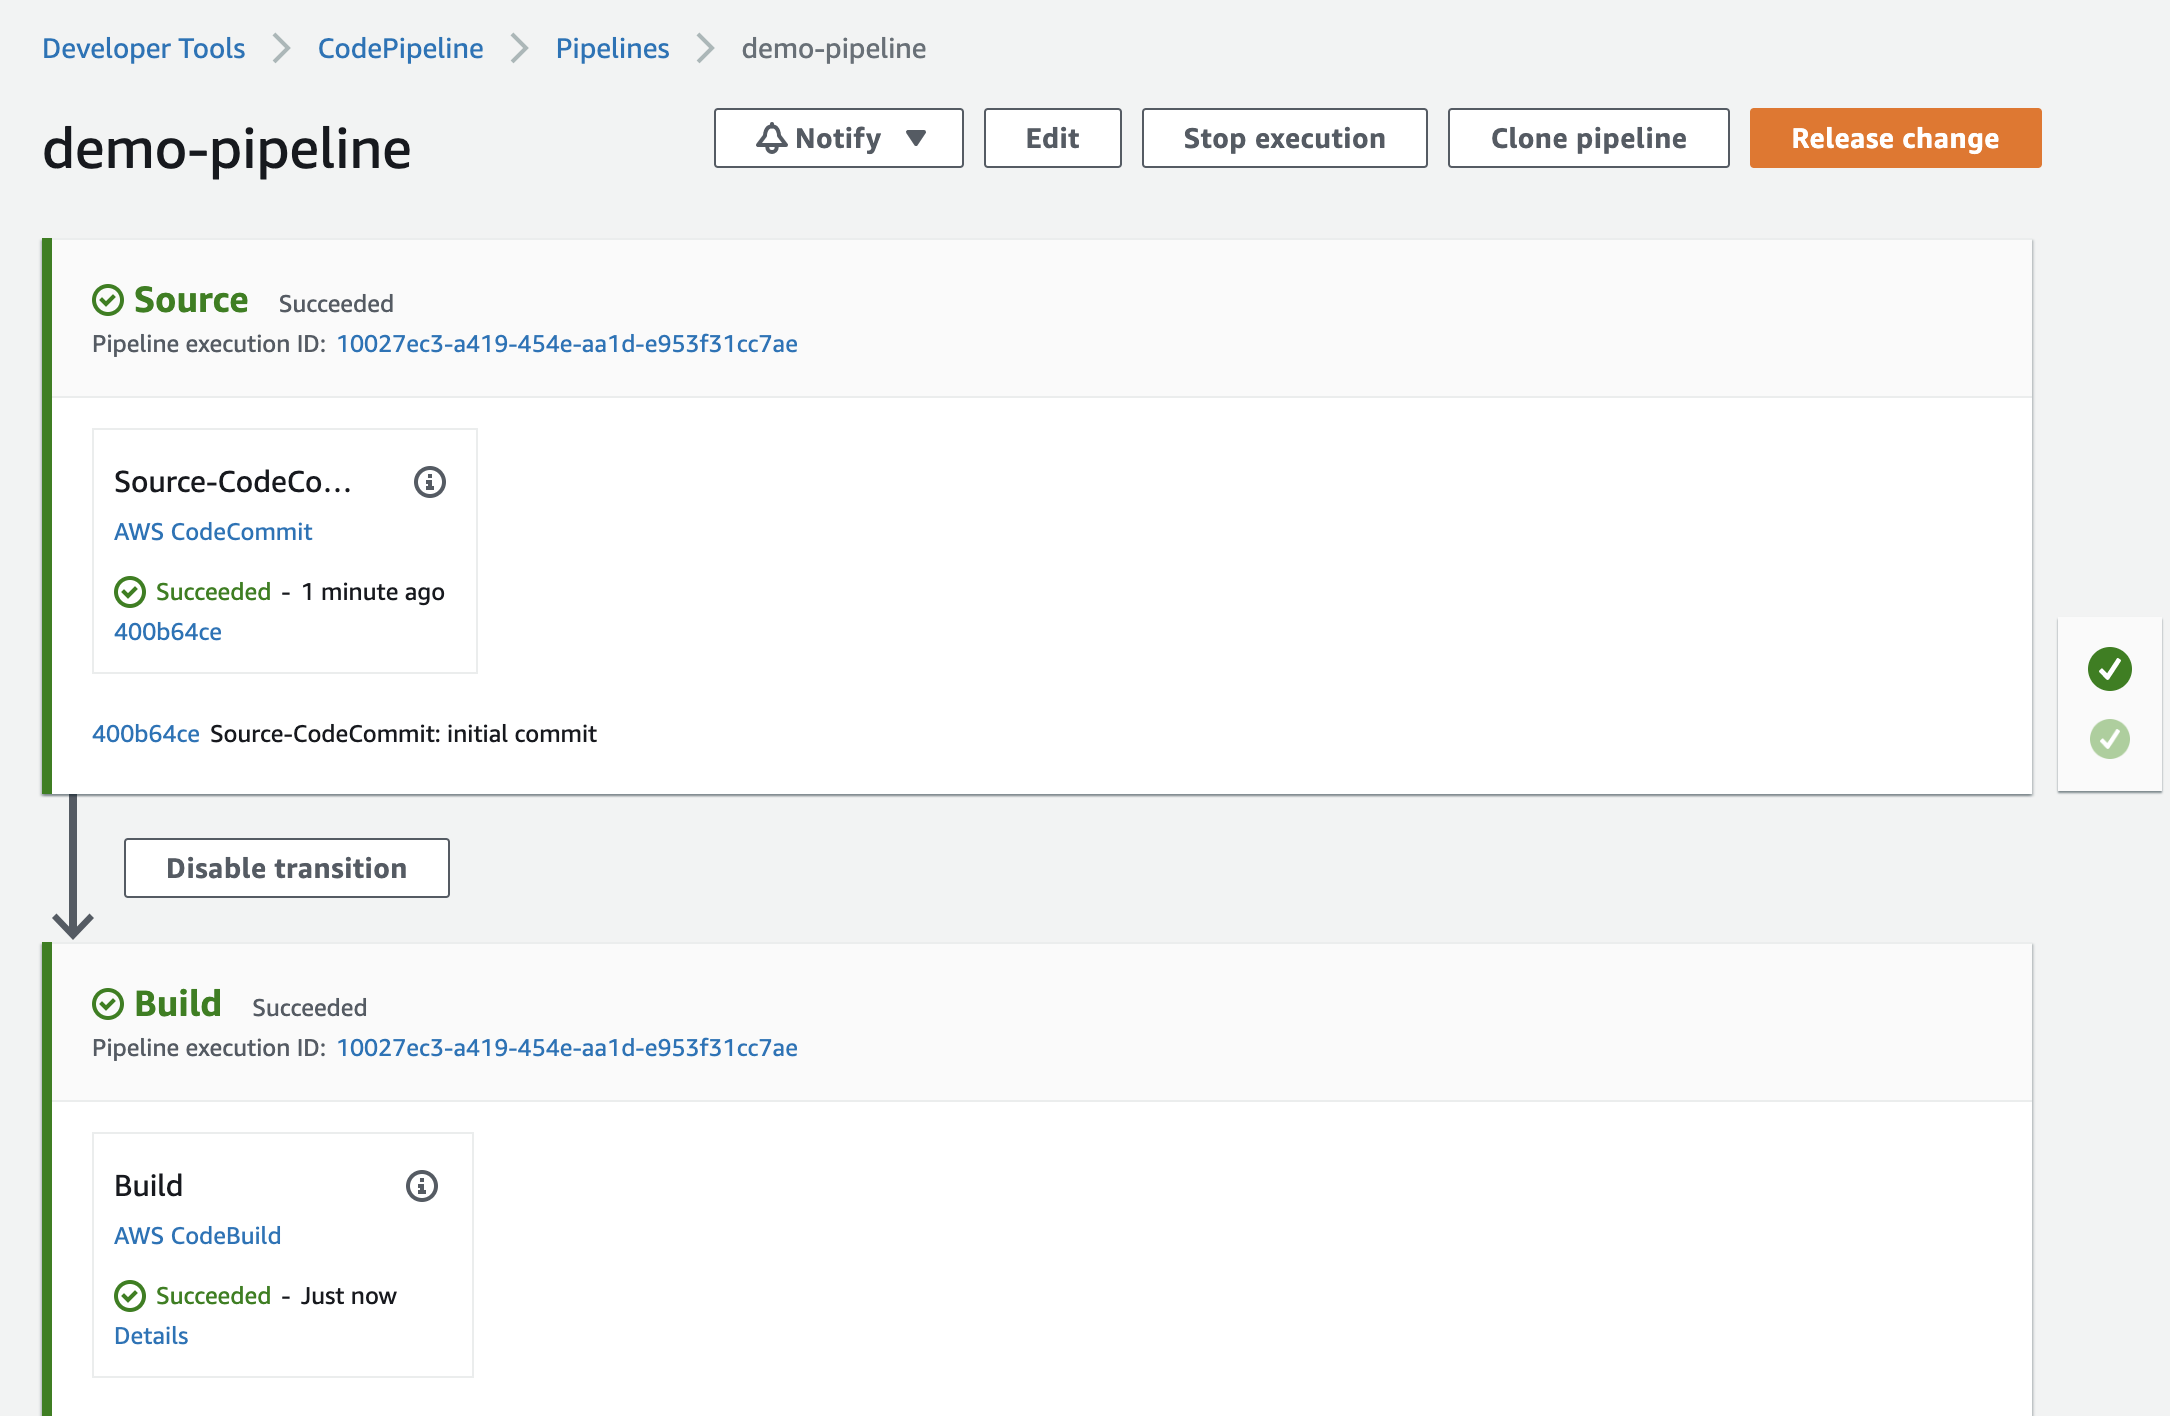 Developer Tools > CodePipeline > Pipelines > demo-pipeline
demo-pipeline
Notify ▼ Edit Stop execution Clone pipeline Release change
Source Succeeded
Pipeline execution ID: 10027ec3-a419-454e-aa1d-e953f31cc7ae
Source-CodeCo...
AWS CodeCommit
Succeeded - 1 minute ago
400b64ce
400b64ce Source-CodeCommit: initial commit
Disable transition
Build Succeeded
Pipeline execution ID: 10027ec3-a419-454e-aa1d-e953f31cc7ae
Build
AWS CodeBuild
Succeeded - Just now
Details